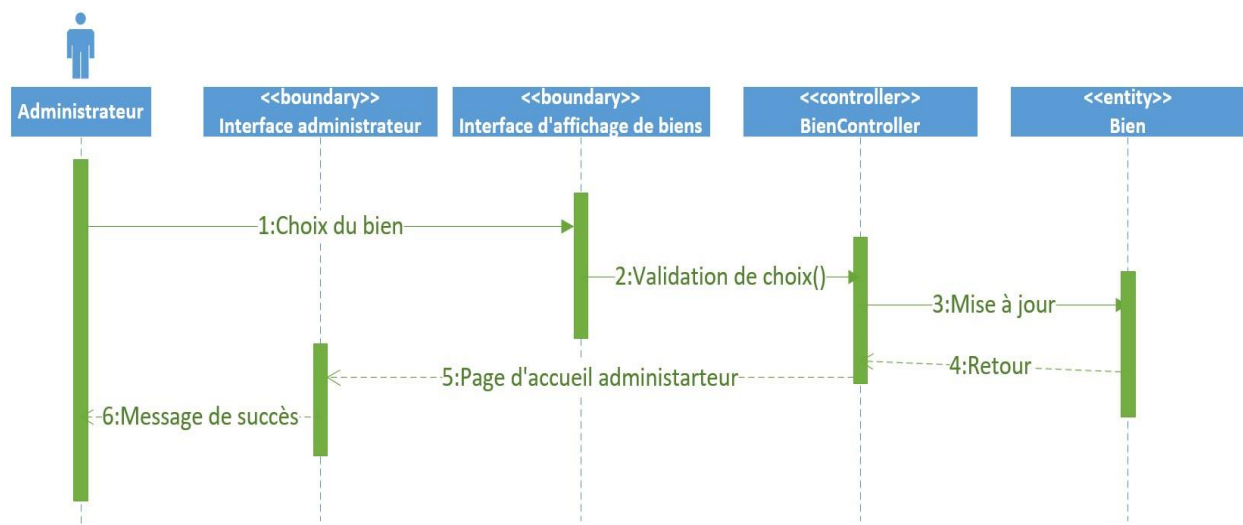 Administrateur
<<boundary>>
Interface administrateur
<<boundary>>
Interface d'affichage de biens
<<controller>>
BienController
<<entity>>
Bien
1:Choix du bien
2:Validation de choix()
3:Mise à jour
4:Retour
5:Page d'accueil administarteur
6:Message de succès